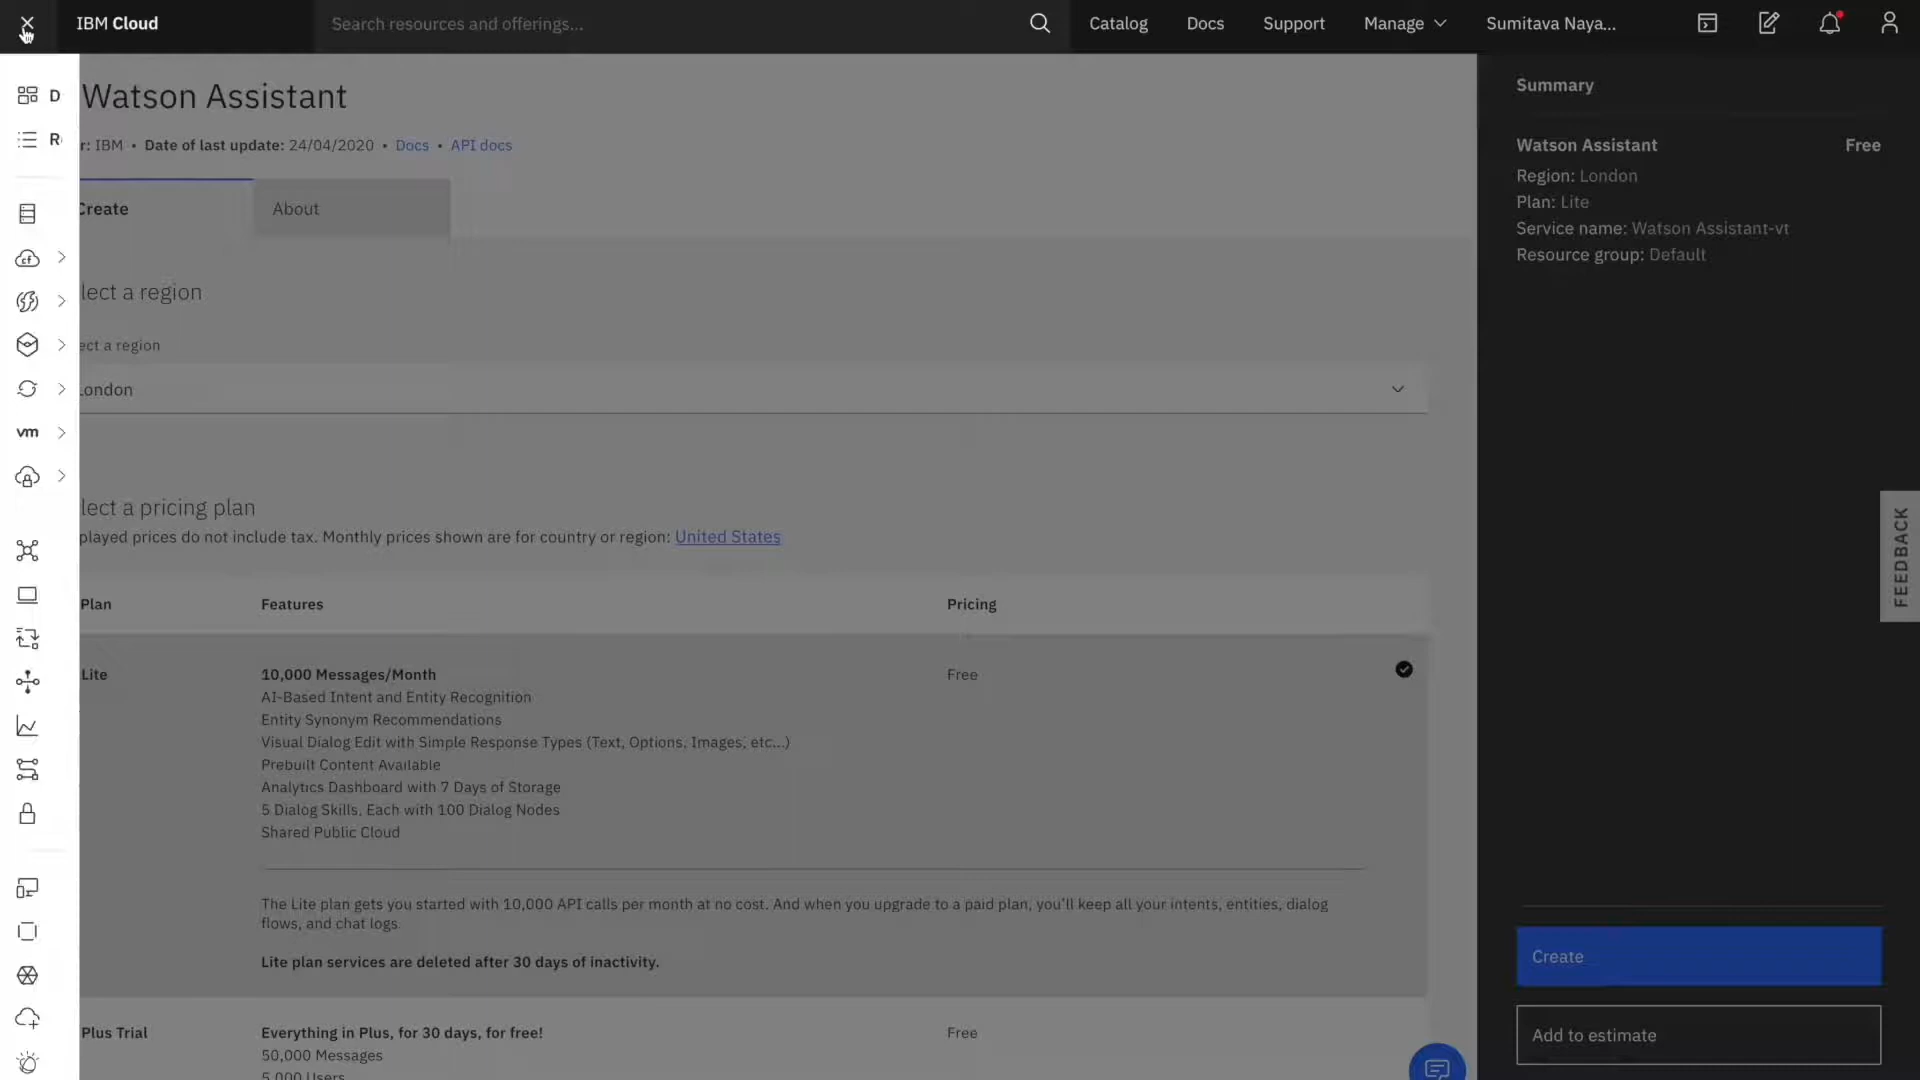 IBM Cloud
Search resources and offerings...
Catalog
Docs
Support
Manage
Sumitava Naya...
D
R
Watson Assistant
r: IBM • Date of last update: 24/04/2020 • Docs • API docs
Create
About
lect a region
ect a region
London
lect a pricing plan
played prices do not include tax. Monthly prices shown are for country or region: United States
Plan
Features
Pricing
Lite
10,000 Messages/Month
Free
AI-Based Intent and Entity Recognition
Entity Synonym Recommendations
Visual Dialog Edit with Simple Response Types (Text, Options, Images, etc...)
Prebuilt Content Available
Analytics Dashboard with 7 Days of Storage
5 Dialog Skills, Each with 100 Dialog Nodes
Shared Public Cloud
The Lite plan gets you started with 10,000 API calls per month at no cost. And when you upgrade to a paid plan, you'll keep all your intents, entities, dialog
flows, and chat logs.
Lite plan services are deleted after 30 days of inactivity.
Plus Trial
Everything in Plus, for 30 days, for free!
Free
50,000 Messages
5,000 Users
cf
vm
Summary
Watson Assistant
Free
Region: London
Plan: Lite
Service name: Watson Assistant-vt
Resource group: Default
FEEDBACK
Create
Add to estimate